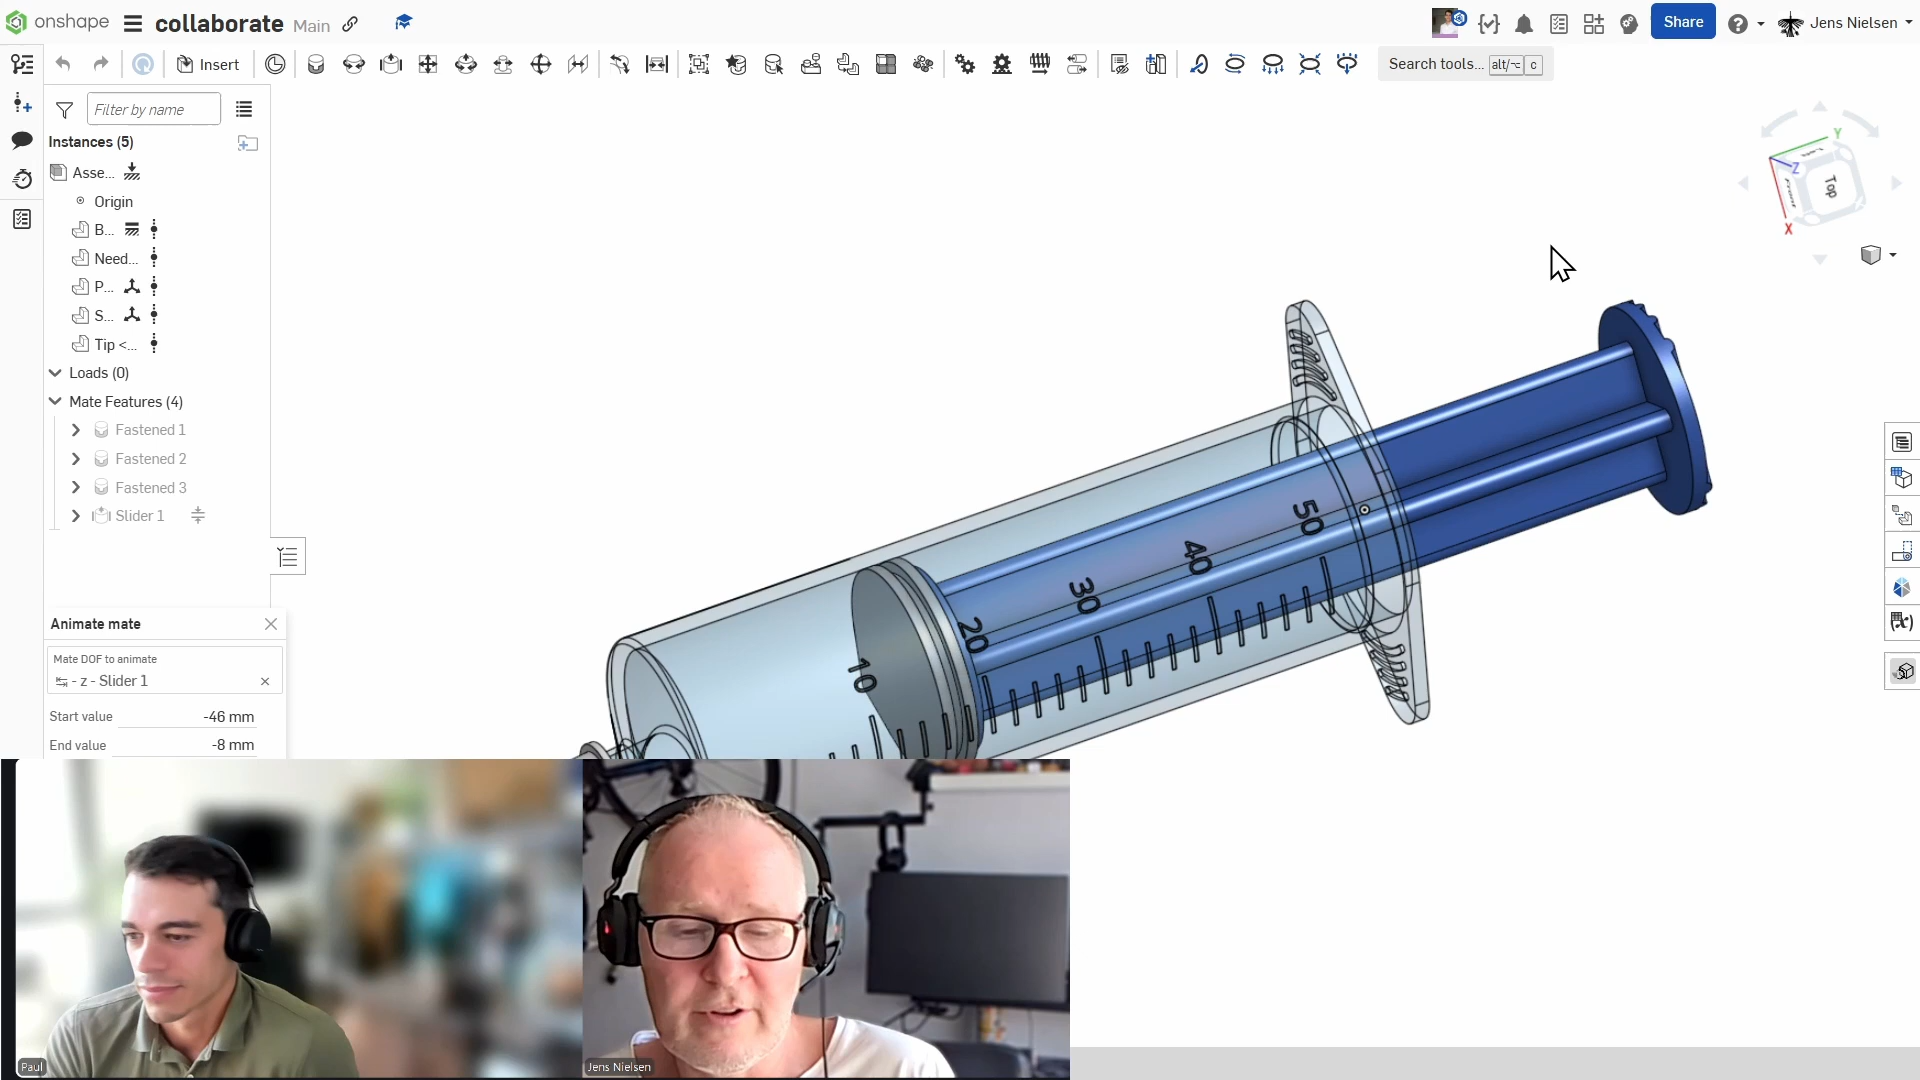 onshape
collaborate Main
Share
Jens Nielsen
Insert
Search tools... alt/⌥ c
Filter by name
Instances (5)
Asse...
Origin
B...
Need...
P...
S...
Tip <...
Loads (0)
Mate Features (4)
Fastened 1
Fastened 2
Fastened 3
Slider 1
Animate mate
Mate DOF to animate
- z - Slider 1
Start value -46 mm
End value -8 mm
10
20
30
40
50
Y
Z
X
Top
Front
Left
Paul
Jens Nielsen